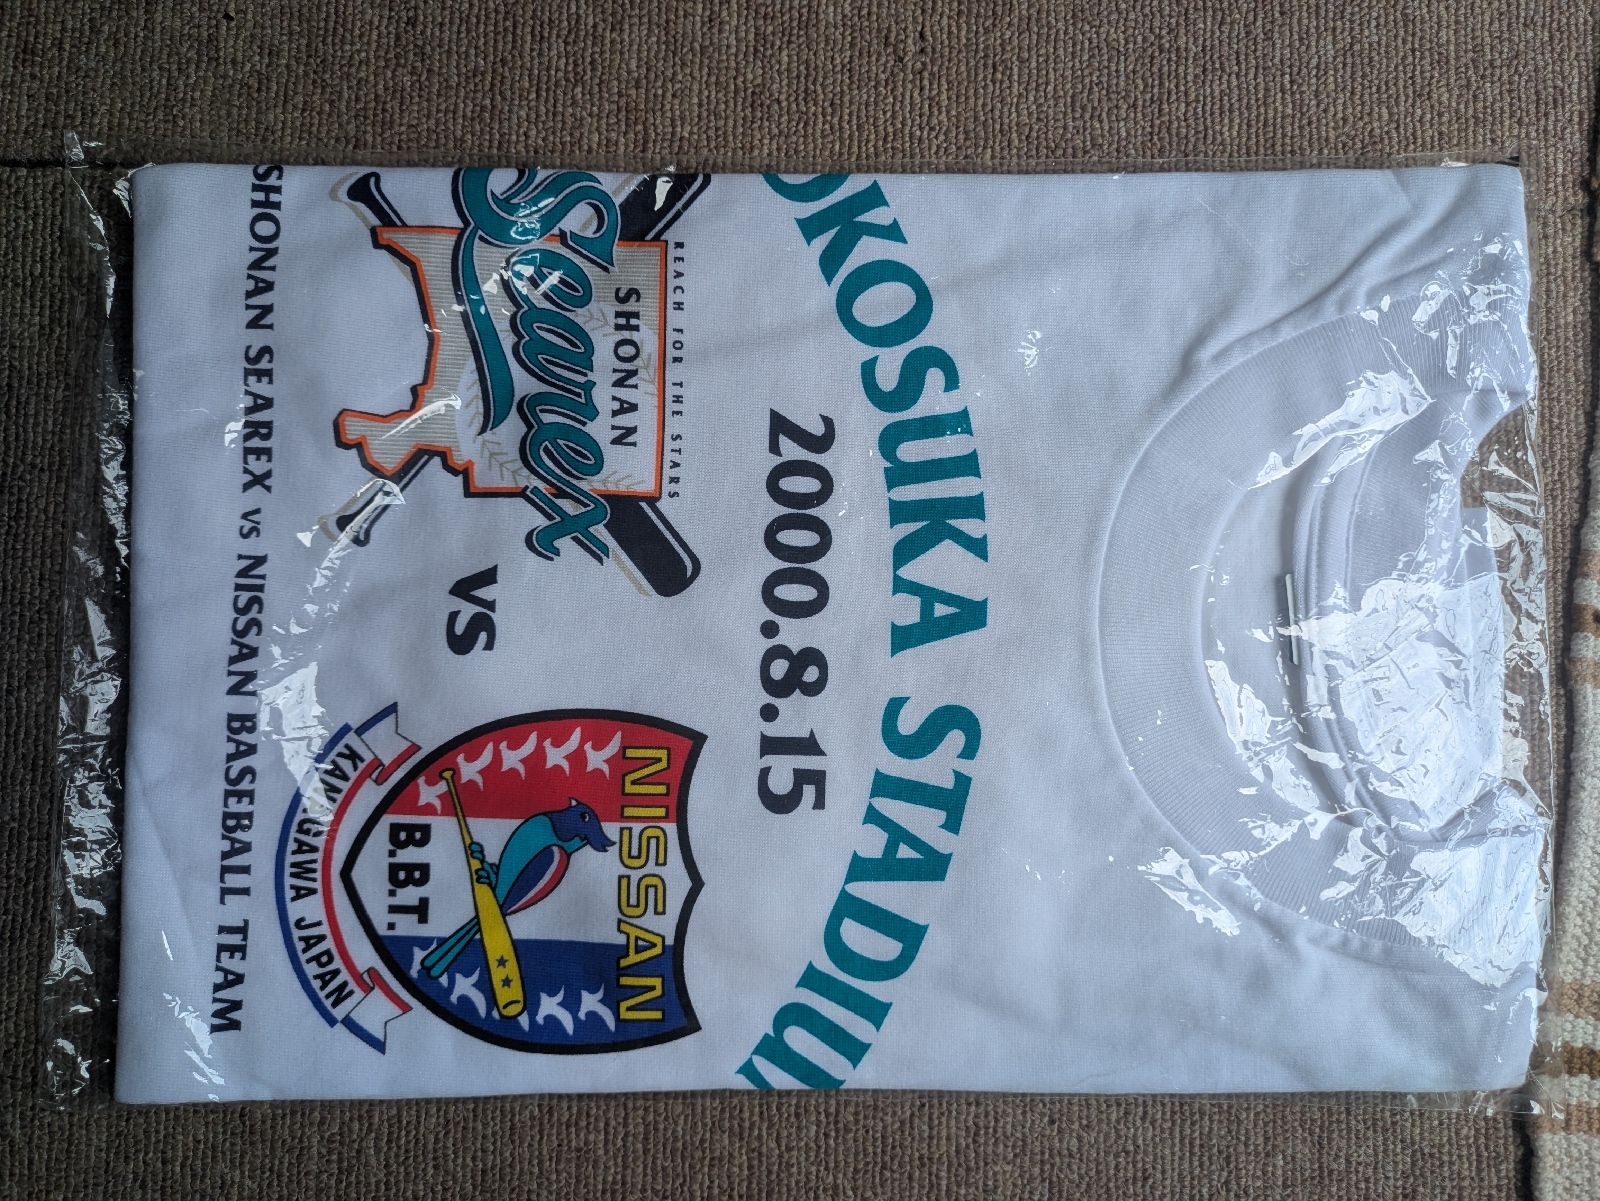 OKOSUKA STADIUM
2000.8.15
REACH FOR THE STARS
SHONAN
Searex
VS
NISSAN
B.B.T.
KANAGAWA JAPAN
SHONAN SEAREX VS NISSAN BASEBALL TEAM